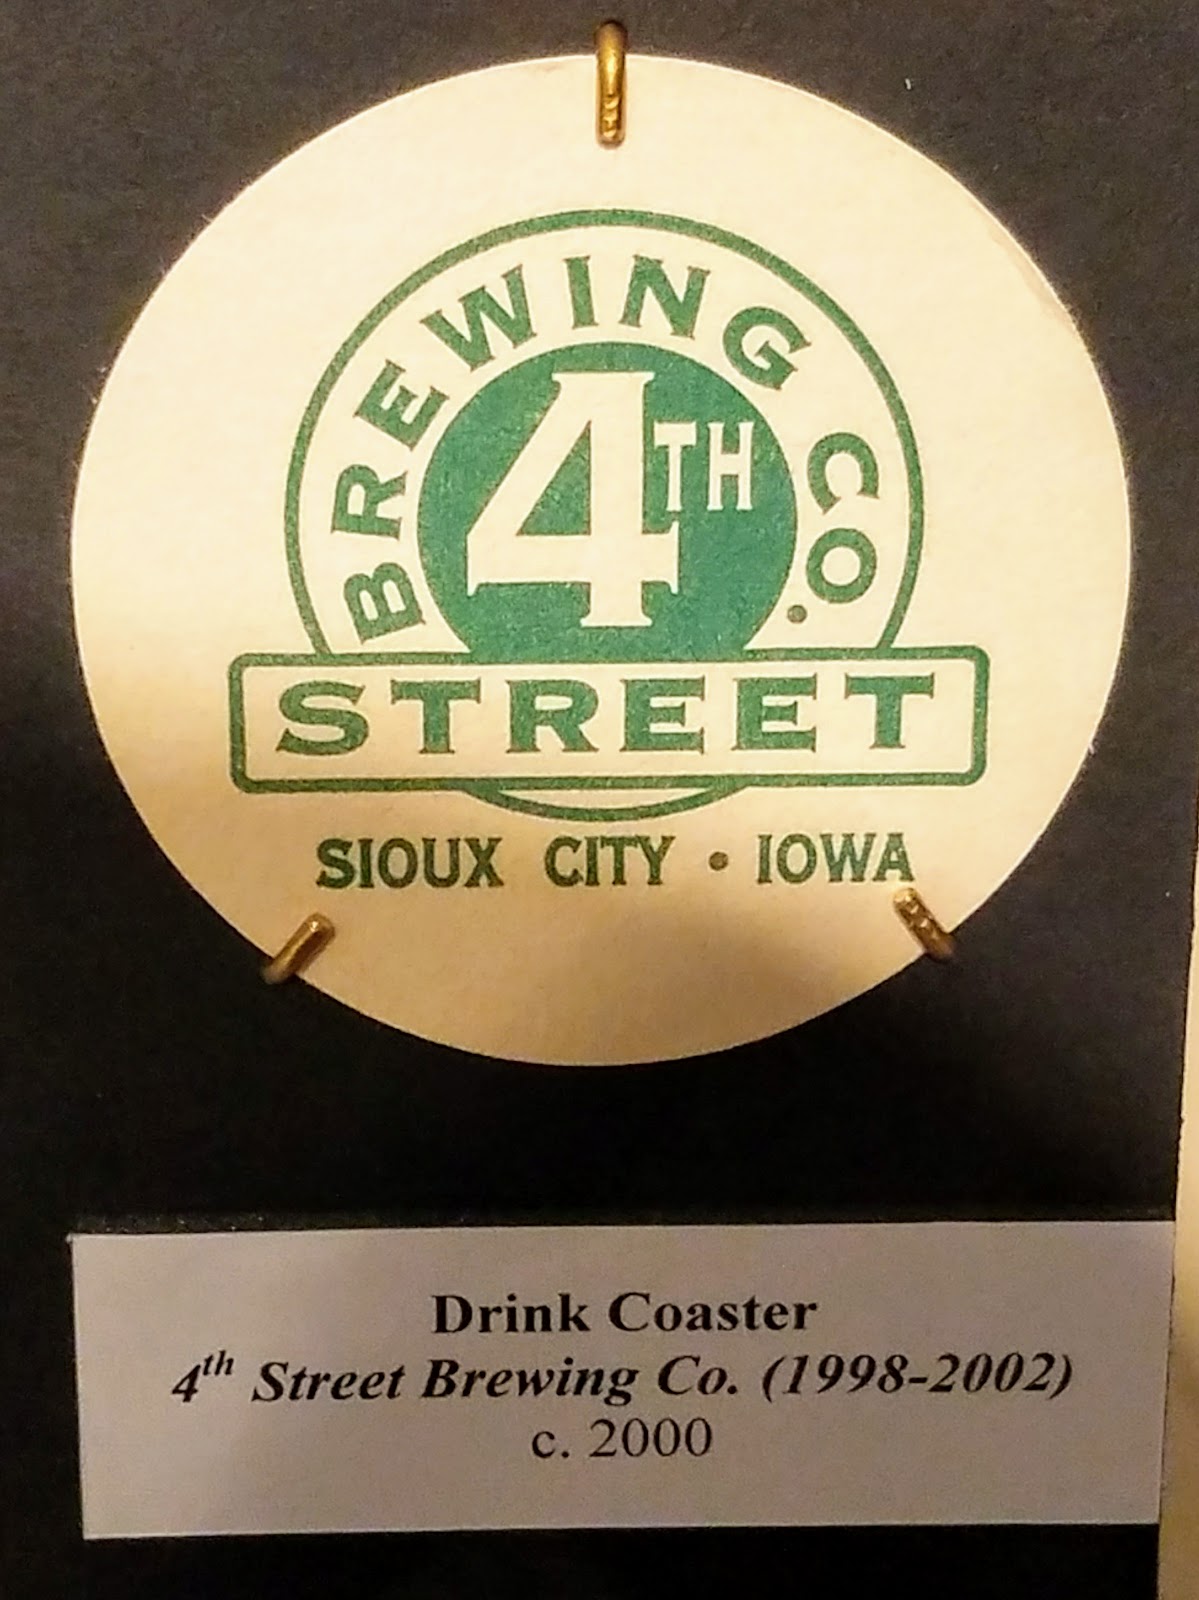 BREWING CO.
4TH
STREET
SIOUX CITY • IOWA
Drink Coaster
4th Street Brewing Co. (1998-2002)
c. 2000